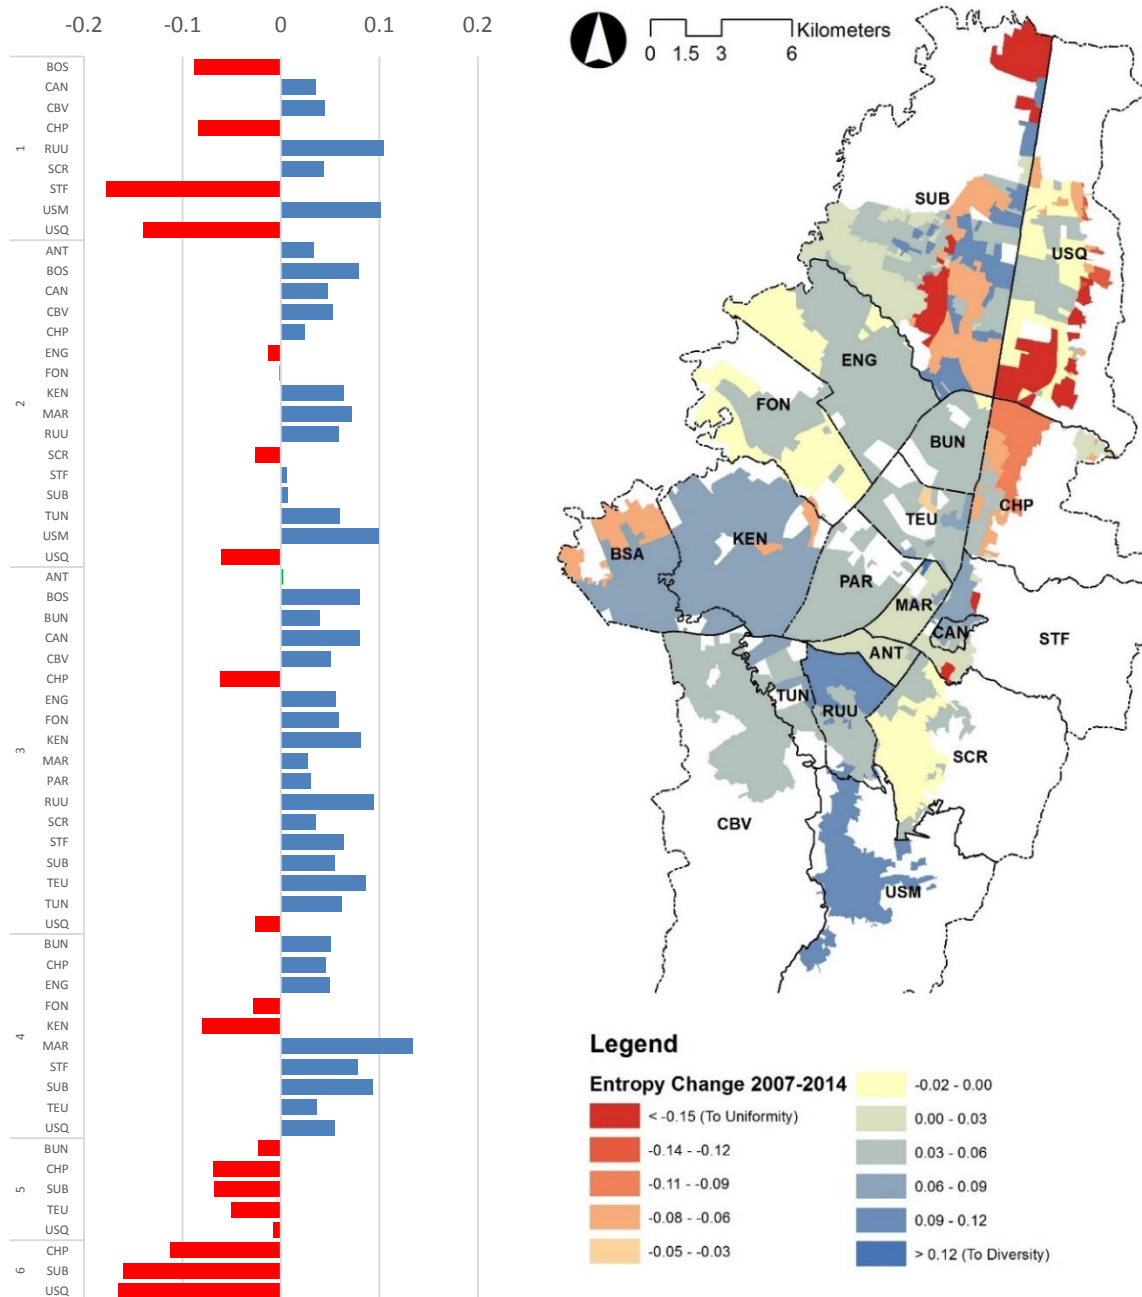 -0.2 -0.1 0 0.1 0.2
1
BOS
CAN
CBV
CHP
RUU
SCR
STF
USM
USQ
2
ANT
BOS
CAN
CBV
CHP
ENG
FON
KEN
MAR
RUU
SCR
STF
SUB
TUN
USM
USQ
3
ANT
BOS
BUN
CAN
CBV
CHP
ENG
FON
KEN
MAR
PAR
RUU
SCR
STF
SUB
TEU
TUN
USQ
4
BUN
CHP
ENG
FON
KEN
MAR
STF
SUB
TEU
USQ
5
BUN
CHP
SUB
TEU
USQ
6
CHP
SUB
USQ
Kilometers
0 1.5 3 6
SUB
USQ
ENG
FON
BUN
CHP
TEU
KEN
BSA
PAR
MAR
CAN
STF
ANT
TUN
RUU
SCR
CBV
USM
Legend
Entropy Change 2007-2014
< -0.15 (To Uniformity)
-0.14 - -0.12
-0.11 - -0.09
-0.08 - -0.06
-0.05 - -0.03
-0.02 - 0.00
0.00 - 0.03
0.03 - 0.06
0.06 - 0.09
0.09 - 0.12
> 0.12 (To Diversity)